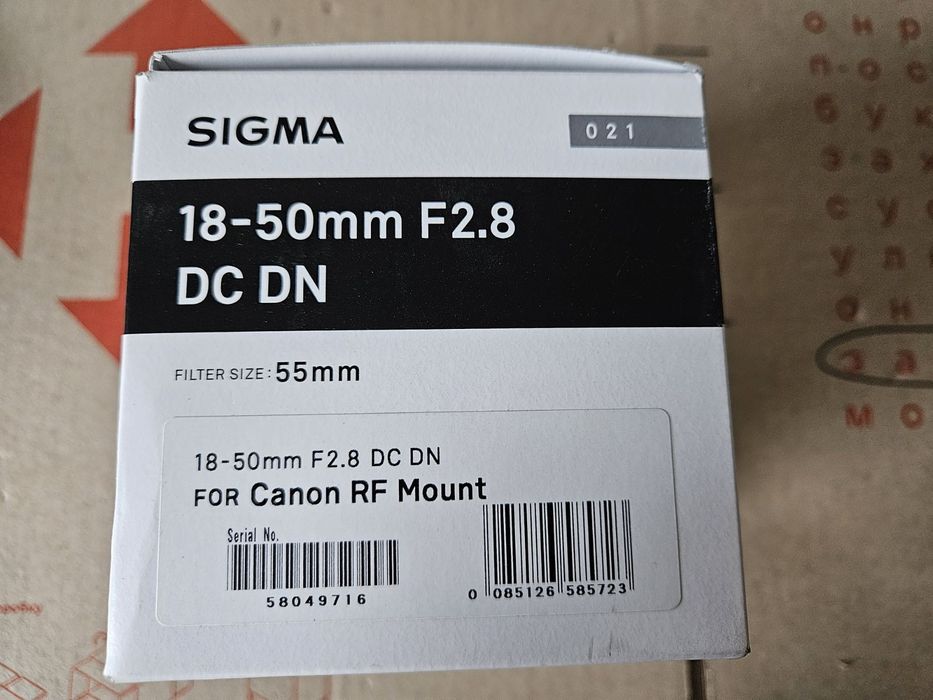 SIGMA
021
18-50mm F2.8
DC DN
FILTER SIZE: 55mm
18-50mm F2.8 DC DN
FOR Canon RF Mount
Serial No.
58049716
0 085126 585723
о н р
п о с
б у к
з а х
с у с
у л
о н
з а
м о